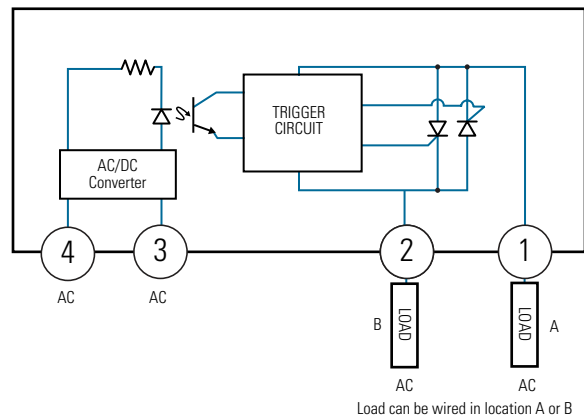 TRIGGER
CIRCUIT
AC/DC
Converter
4
3
2
1
AC
AC
B
LOAD
LOAD
A
AC
AC
Load can be wired in location A or B